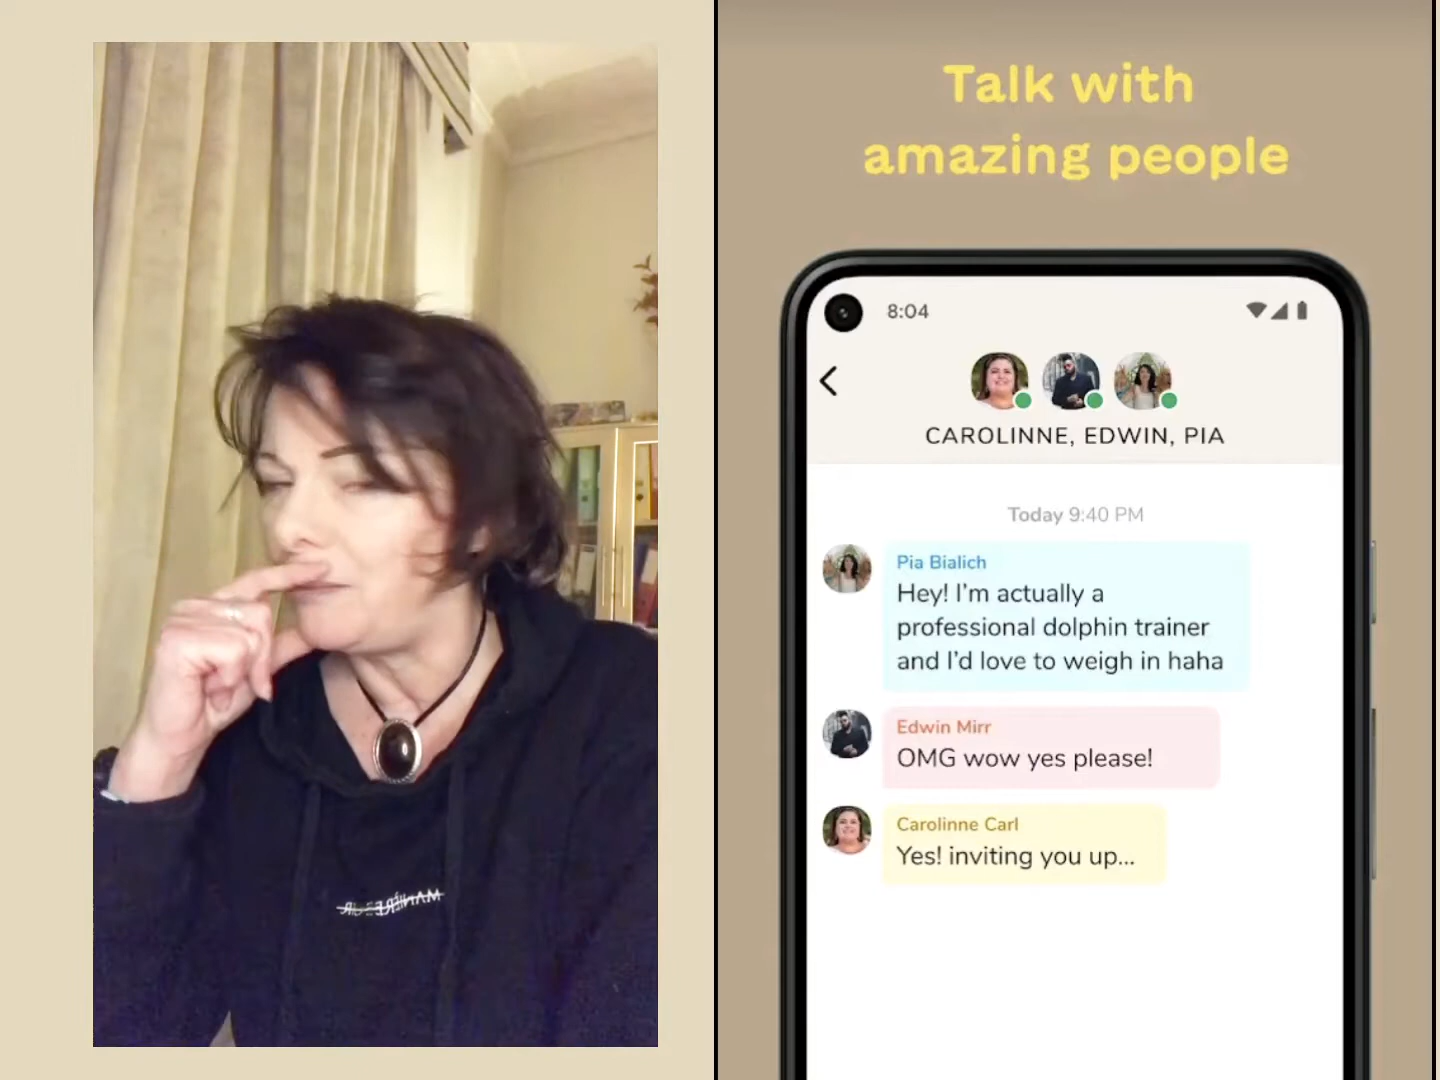 Talk with
amazing people
8:04
CAROLINNE, EDWIN, PIA
Today 9:40 PM
Pia Bialich
Hey! I'm actually a
professional dolphin trainer
and I'd love to weigh in haha
Edwin Mirr
OMG wow yes please!
Carolinne Carl
Yes! inviting you up...